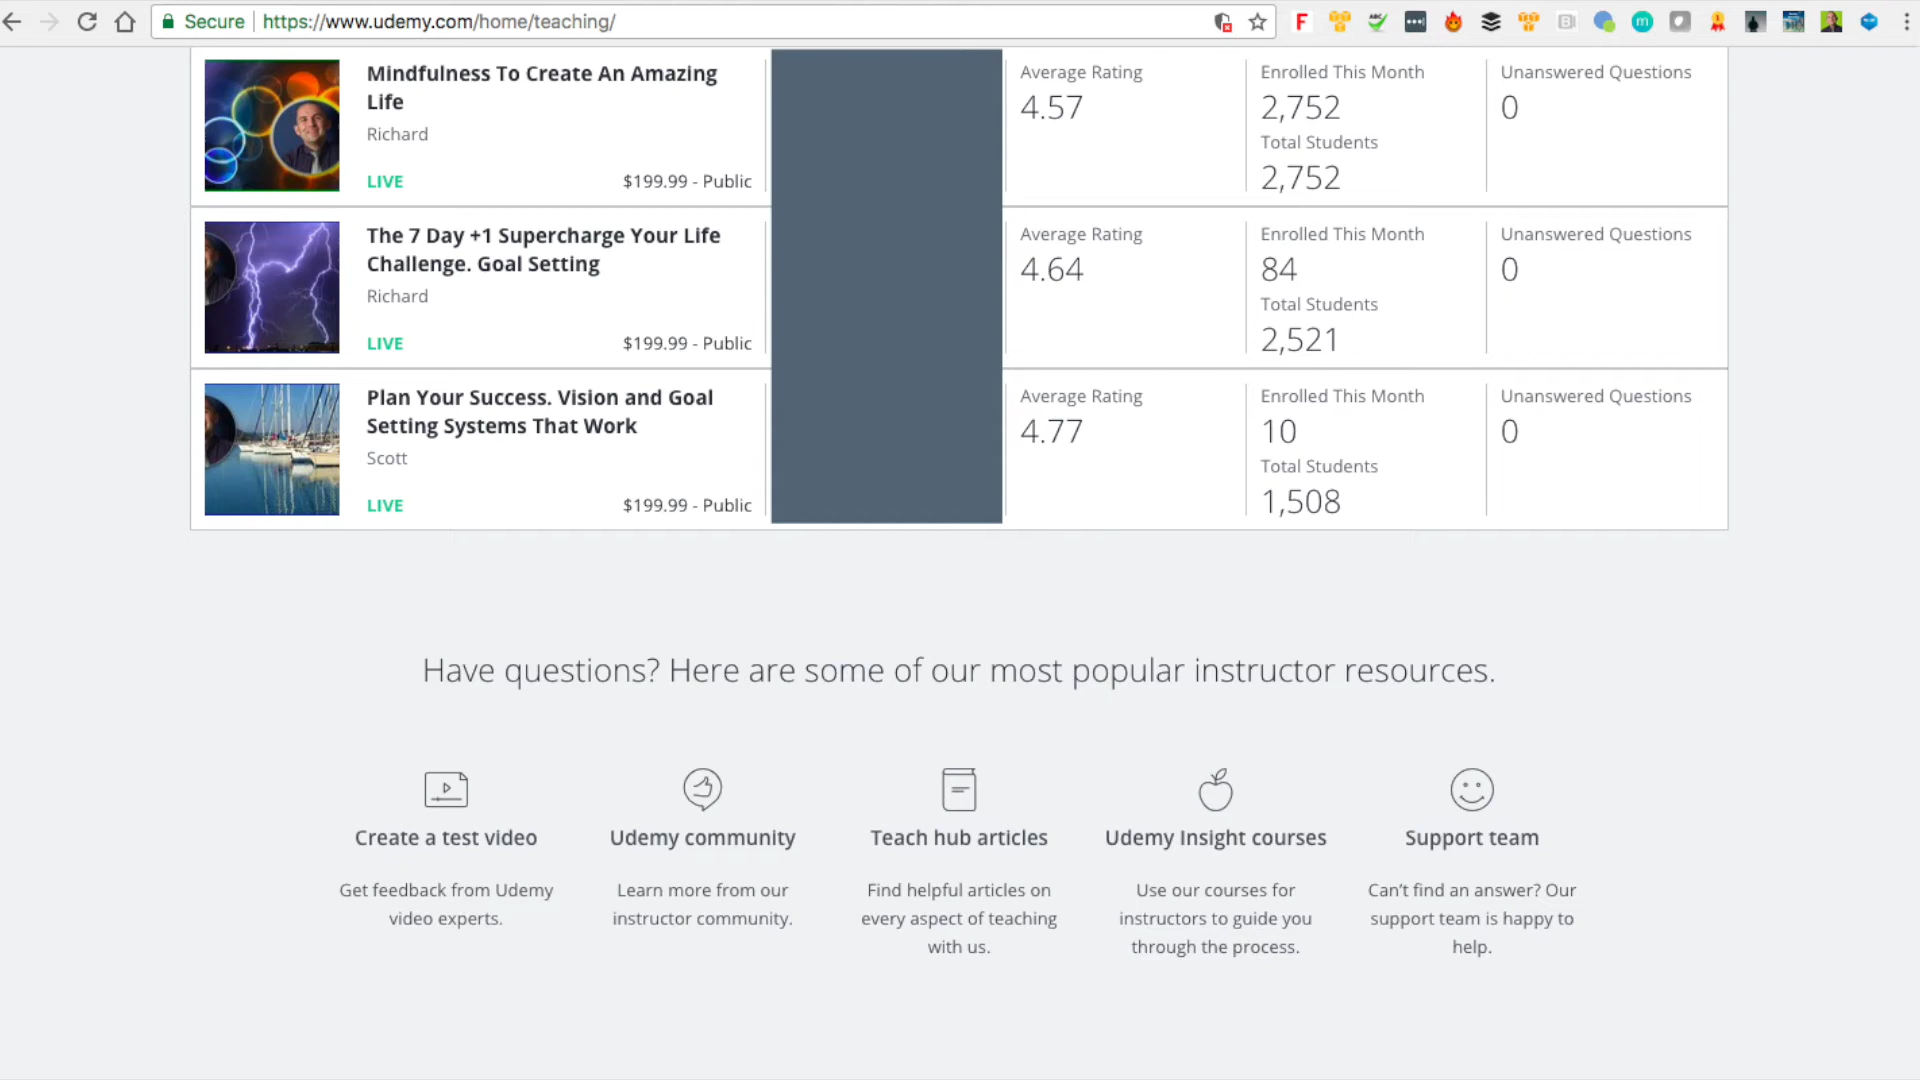 Secure
https://www.udemy.com/home/teaching/
Mindfulness To Create An Amazing
Life
Richard
LIVE
$199.99 - Public
Average Rating
4.57
Enrolled This Month
2,752
Total Students
2,752
Unanswered Questions
0
The 7 Day +1 Supercharge Your Life
Challenge. Goal Setting
Richard
LIVE
$199.99 - Public
Average Rating
4.64
Enrolled This Month
84
Total Students
2,521
Unanswered Questions
0
Plan Your Success. Vision and Goal
Setting Systems That Work
Scott
LIVE
$199.99 - Public
Average Rating
4.77
Enrolled This Month
10
Total Students
1,508
Unanswered Questions
0
Have questions? Here are some of our most popular instructor resources.
Create a test video
Get feedback from Udemy
video experts.
Udemy community
Learn more from our
instructor community.
Teach hub articles
Find helpful articles on
every aspect of teaching
with us.
Udemy Insight courses
Use our courses for
instructors to guide you
through the process.
Support team
Can't find an answer? Our
support team is happy to
help.